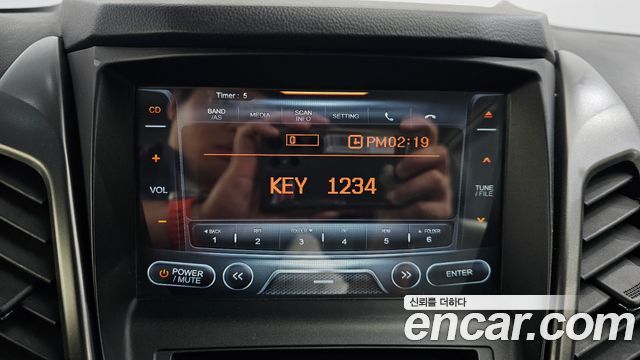 Timer : 5
CD BAND /AS MEDIA SCAN /INFO SETTING
PM02:19
+ VOL -
KEY 1234
TUNE /FILE
◀ BACK 1 RPT 2 FOLDER ▼ 3 4 RDM 5 ▲ FOLDER 6
POWER / MUTE ENTER
신뢰를 더하다
encar.com